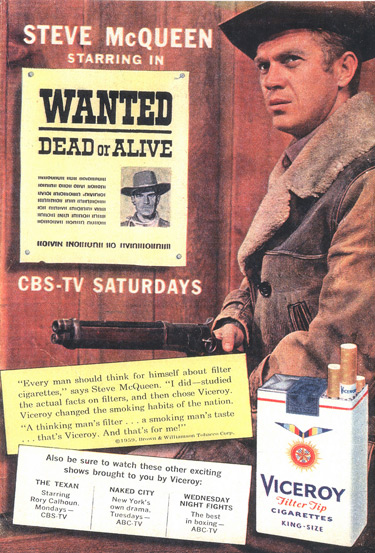 STEVE McQUEEN
STARRING IN
WANTED
DEAD or ALIVE
CBS-TV SATURDAYS
"Every man should think for himself about filter
cigarettes," says Steve McQueen. "I did—studied
the actual facts on filters, and then chose Viceroy.
Viceroy changed the smoking habits of the nation.
"A thinking man's filter . . . a smoking man's taste
. . . that's Viceroy. And that's for me!"
©1959, Brown & Williamson Tobacco Corp.
Also be sure to watch these other exciting
shows brought to you by Viceroy:
THE TEXAN
Starring
Rory Calhoun.
Mondays—
CBS-TV
NAKED CITY
New York's
own drama.
Tuesdays—
ABC-TV
WEDNESDAY
NIGHT FIGHTS
The best
in boxing—
ABC-TV
VICEROY
VICEROY
Filter Tip
CIGARETTES
KING-SIZE